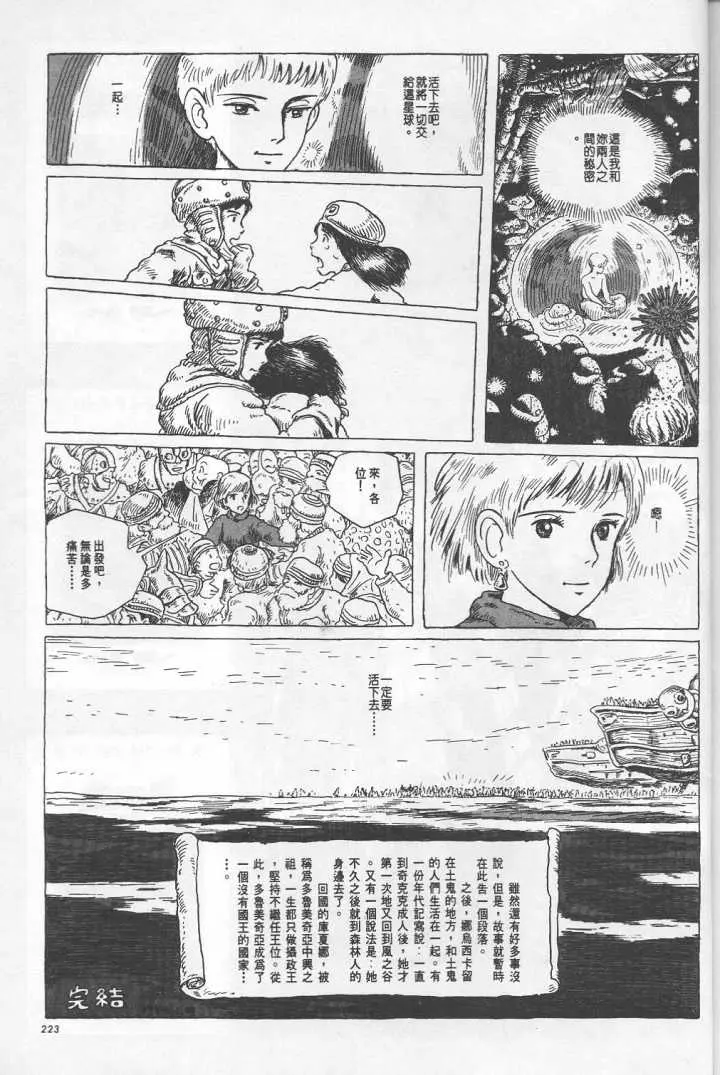 這是我和
妳兩人之
間的秘密
。
活下去吧，
就將一切交
給這星球。
一起…
嗯—
來，各
位！
出發吧，
無論是多
痛苦……
一定要
活下去……
雖然還有好多事沒
說，但是，故事就暫時
在此告一個段落。
之後，娜烏西卡留
在土鬼的地方，和土鬼
的人們生活在一起。有
一份年代記寫說：一直
到奇克克成人後，她才
第一次地又回到風之谷
。又有一個說法是：她
不久之後就到森林人的
身邊去了。
回國的庫夏娜，被
稱爲多魯美奇亞中興之
祖，一生都只做攝政王
，堅持不繼任王位。從
此，多魯美奇亞成爲了
一個沒有國王的國家…
…。
完結
223